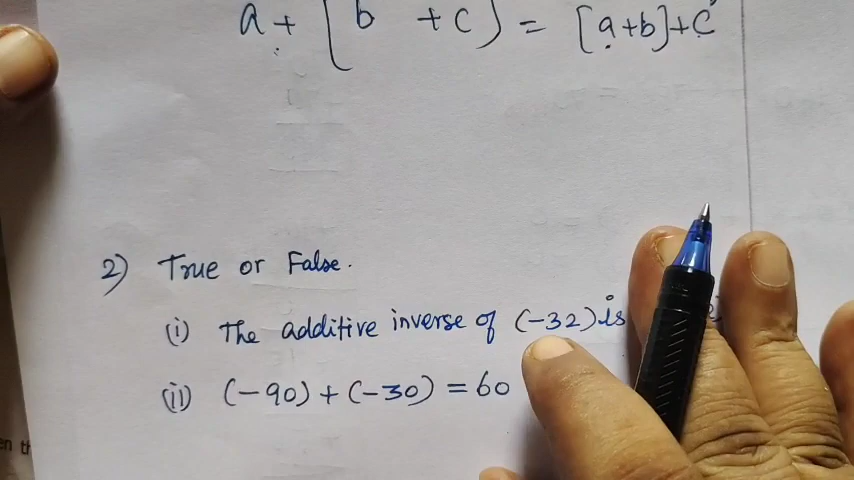 a + [b + c) = [a+b]+c
2) True or False.
(i) The additive inverse of (-32) is
(ii) (-90) + (-30) = 60